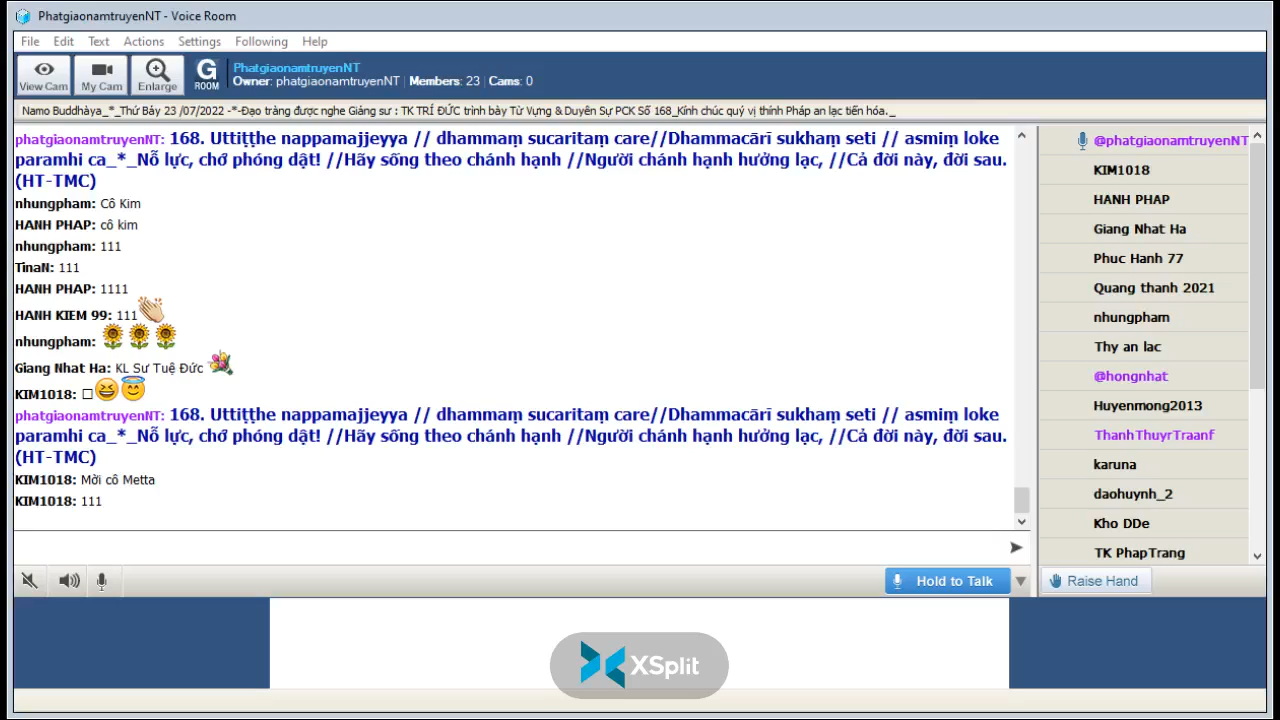 PhatgiaonamtruyenNT - Voice Room
File Edit Text Actions Settings Following Help
View Cam My Cam Enlarge G ROOM
PhatgiaonamtruyenNT
Owner: phatgiaonamtruyenNT | Members: 23 | Cams: 0
Namo Buddhàya_*_Thứ Bảy 23 /07/2022 -*-Đạo tràng được nghe Giảng sư : TK TRÍ ĐỨC trình bày Từ Vựng & Duyên Sự PCK Số 168_Kính chúc quý vị thính Pháp an lạc tiến hóa._
phatgiaonamtruyenNT: 168. Uttiṭṭhe nappamajjeyya // dhammaṃ sucaritaṃ care//Dhammacārī sukhaṃ seti // asmiṃ loke
paramhi ca_*_Nỗ lực, chớ phóng dật! //Hãy sống theo chánh hạnh //Người chánh hạnh hưởng lạc, //Cả đời này, đời sau.
(HT-TMC)
nhungpham: Cô Kim
HANH PHAP: cô kim
nhungpham: 111
TinaN: 111
HANH PHAP: 1111
HANH KIEM 99: 111
nhungpham:
Giang Nhat Ha: KL Sư Tuệ Đức
KIM1018: □
phatgiaonamtruyenNT: 168. Uttiṭṭhe nappamajjeyya // dhammaṃ sucaritaṃ care//Dhammacārī sukhaṃ seti // asmiṃ loke
paramhi ca_*_Nỗ lực, chớ phóng dật! //Hãy sống theo chánh hạnh //Người chánh hạnh hưởng lạc, //Cả đời này, đời sau.
(HT-TMC)
KIM1018: Mời cô Metta
KIM1018: 111
@phatgiaonamtruyenNT
KIM1018
HANH PHAP
Giang Nhat Ha
Phuc Hanh 77
Quang thanh 2021
nhungpham
Thy an lac
@hongnhat
Huyenmong2013
ThanhThuyrTraanf
karuna
daohuynh_2
Kho DDe
TK PhapTrang
Hold to Talk
Raise Hand
XSplit